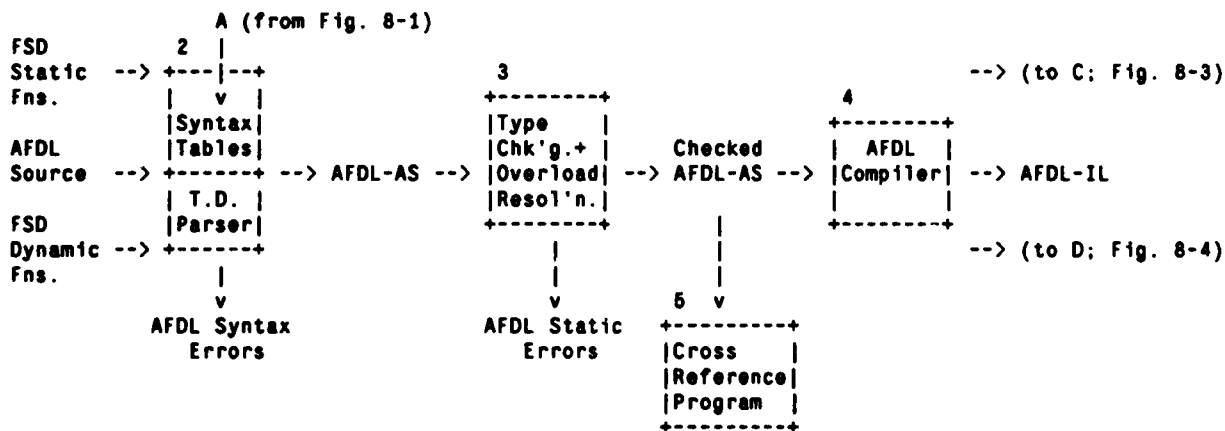 A (from Fig. 8-1)
FSD 2 |
Static --> +---|--+ 3 --> (to C; Fig. 8-3)
Fns. | v | +--------+ 4
|Syntax| |Type | +--------+
AFDL |Tables| |Chk'g.+ | Checked | AFDL |
Source --> +------+ --> AFDL-AS --> |Overload| --> AFDL-AS --> |Compiler| --> AFDL-IL
| T.D. | |Resol'n.| | |
FSD |Parser| +--------+ | +--------+
Dynamic --> +------+ | | --> (to D; Fig. 8-4)
Fns. | | |
v v 5 v
AFDL Syntax AFDL Static +---------+
Errors Errors |Cross |
|Reference|
|Program |
+---------+